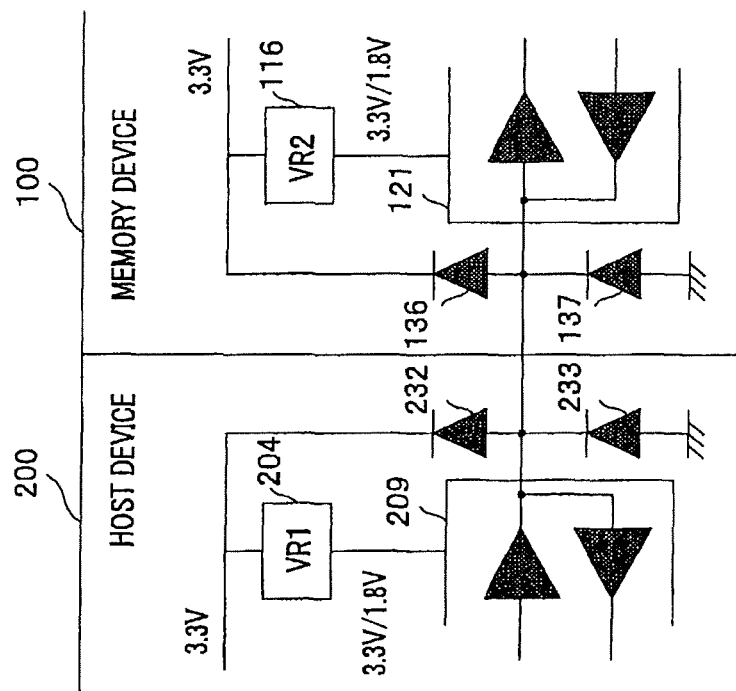 200
100
HOST DEVICE
MEMORY DEVICE
3.3V
204
VR1
3.3V/1.8V
209
232
233
3.3V
116
VR2
3.3V/1.8V
121
136
137